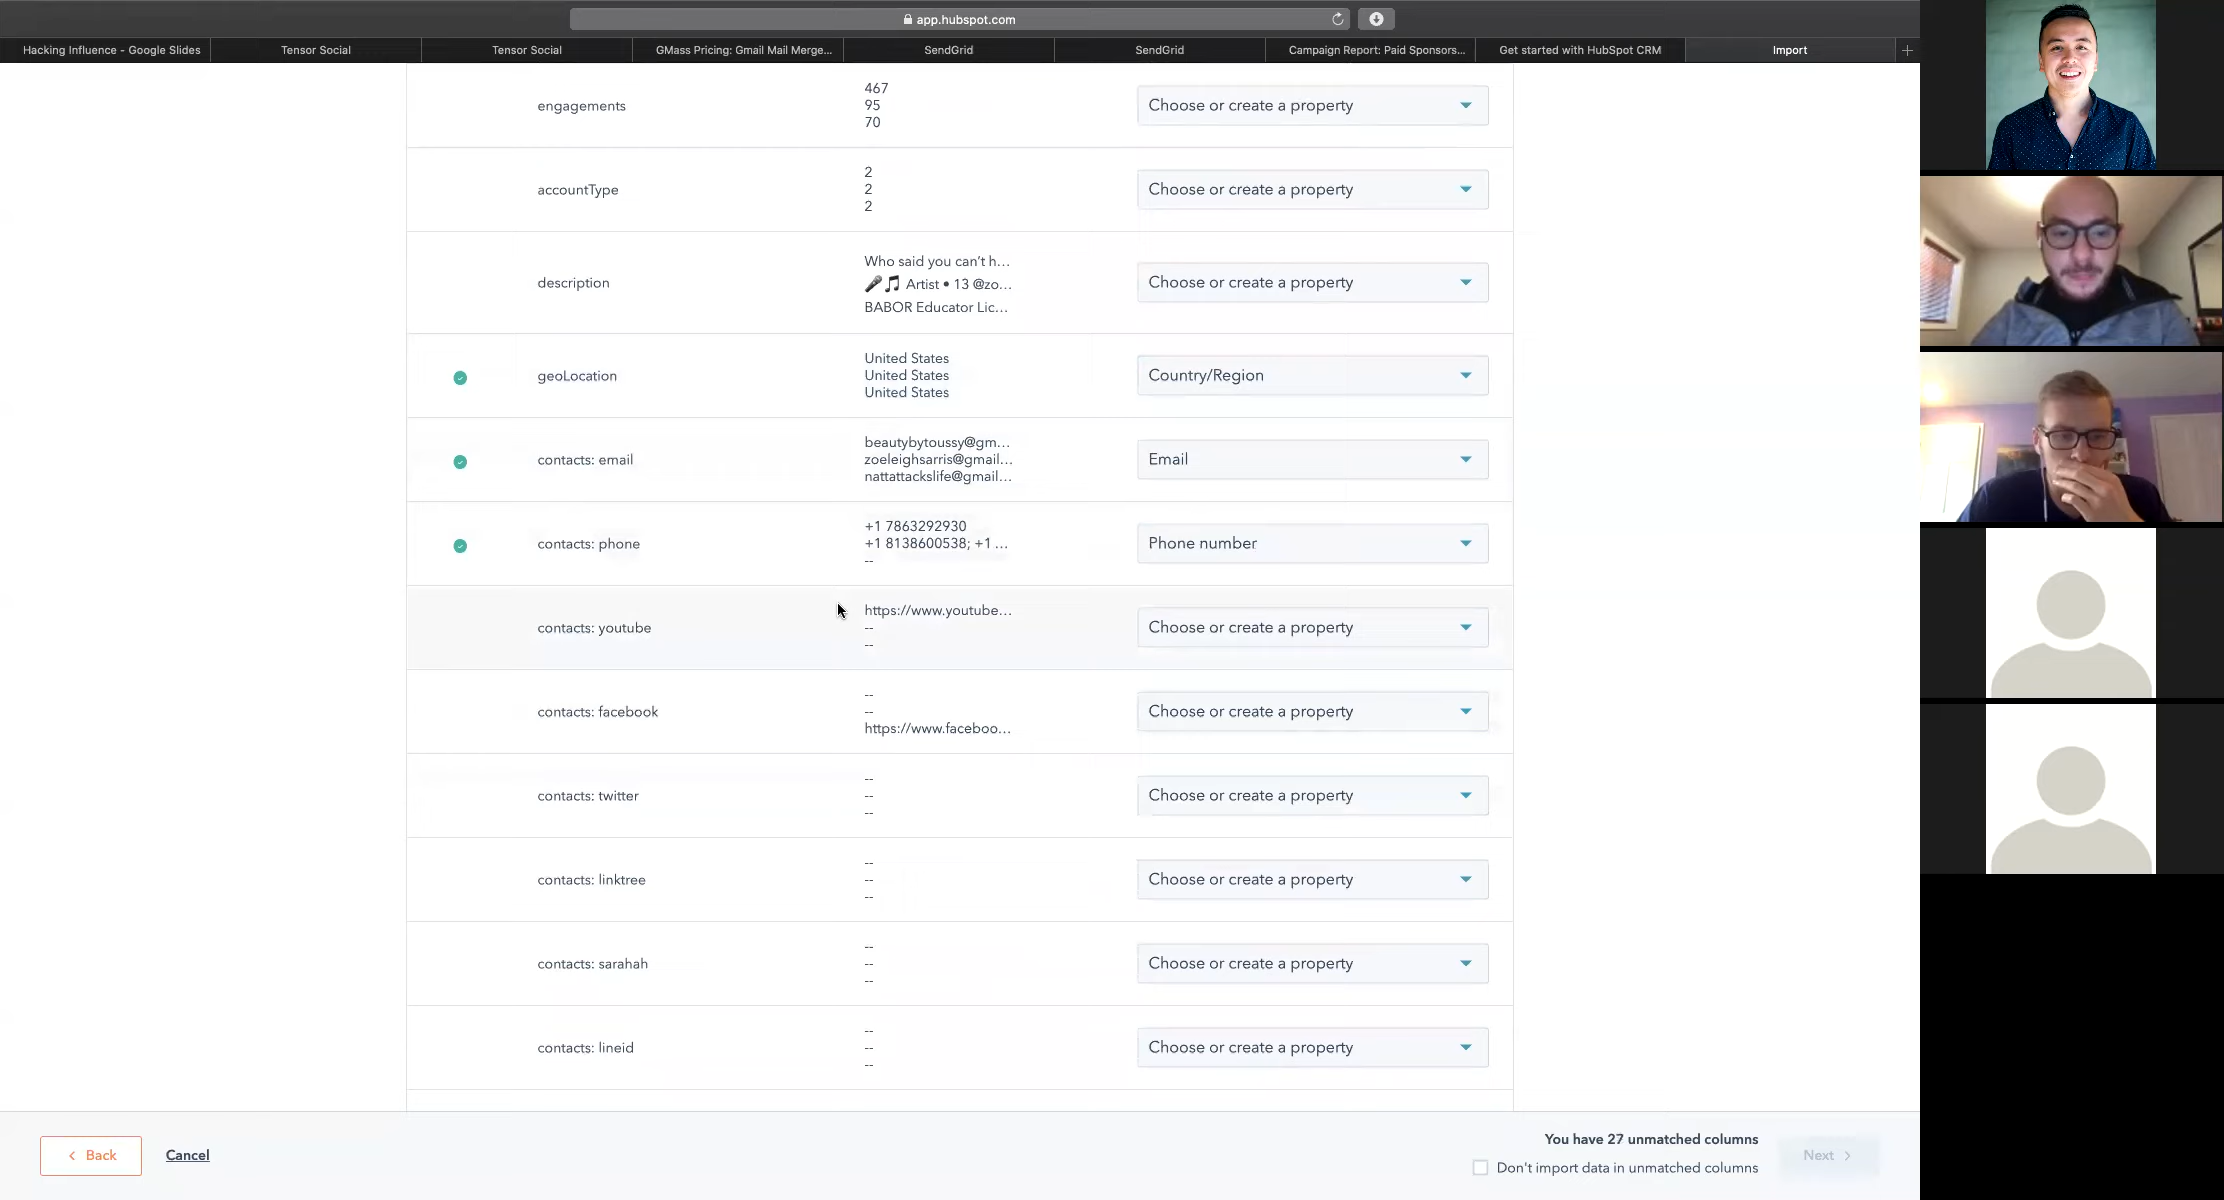 app.hubspot.com
Hacking Influence - Google Slides
Tensor Social
Tensor Social
GMass Pricing: Gmail Mail Merge...
SendGrid
SendGrid
Campaign Report: Paid Sponsors...
Get started with HubSpot CRM
Import
engagements
467
95
70
Choose or create a property
accountType
2
2
2
Choose or create a property
description
Who said you can't h...
🎤🎵 Artist • 13 @zo...
BABOR Educator Lic...
Choose or create a property
geoLocation
United States
United States
United States
Country/Region
contacts: email
beautybytoussy@gm...
zoeleighsarris@gmail...
nattattackslife@gmail...
Email
contacts: phone
+1 7863292930
+1 8138600538; +1 ...
--
Phone number
contacts: youtube
https://www.youtube...
--
--
Choose or create a property
contacts: facebook
--
--
https://www.faceboo...
Choose or create a property
contacts: twitter
--
--
--
Choose or create a property
contacts: linktree
--
--
--
Choose or create a property
contacts: sarahah
--
--
--
Choose or create a property
contacts: lineid
--
--
--
Choose or create a property
Back
Cancel
You have 27 unmatched columns
Don't import data in unmatched columns
Next